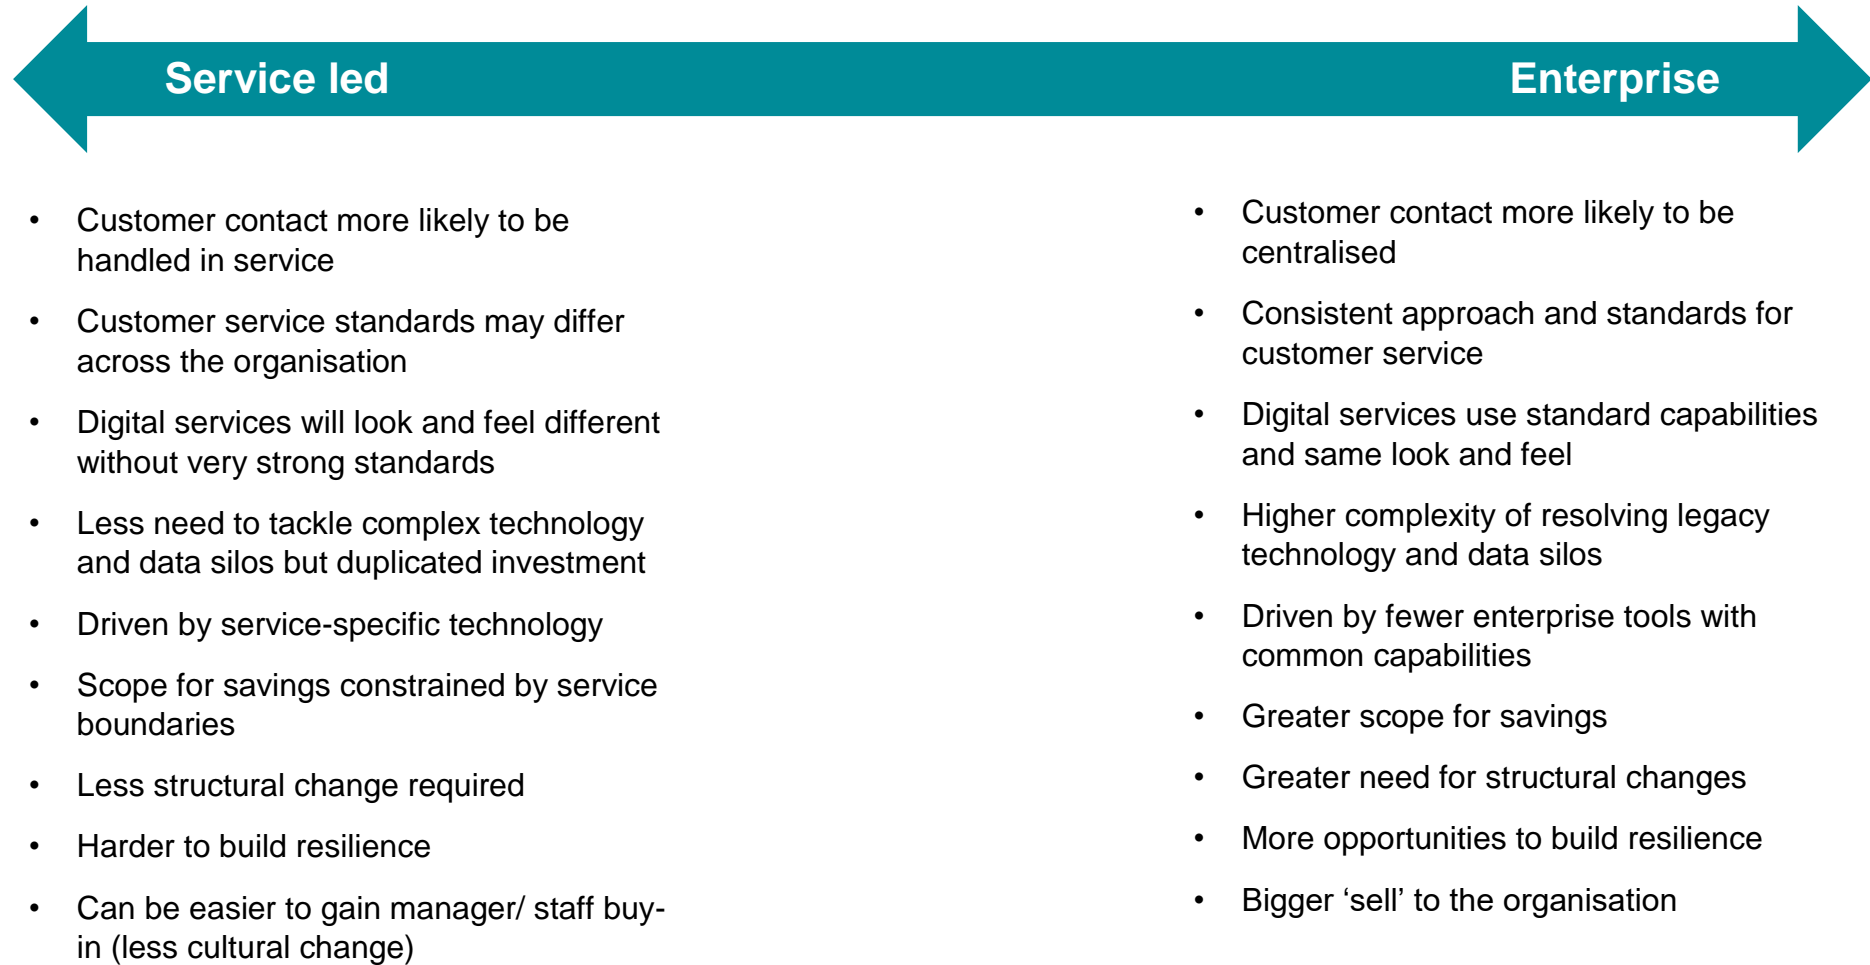 Service led
Enterprise
• Customer contact more likely to be
handled in service
• Customer service standards may differ
across the organisation
• Digital services will look and feel different
without very strong standards
• Less need to tackle complex technology
and data silos but duplicated investment
• Driven by service-specific technology
• Scope for savings constrained by service
boundaries
• Less structural change required
• Harder to build resilience
• Can be easier to gain manager/ staff buy-
in (less cultural change)
• Customer contact more likely to be
centralised
• Consistent approach and standards for
customer service
• Digital services use standard capabilities
and same look and feel
• Higher complexity of resolving legacy
technology and data silos
• Driven by fewer enterprise tools with
common capabilities
• Greater scope for savings
• Greater need for structural changes
• More opportunities to build resilience
• Bigger ‘sell’ to the organisation